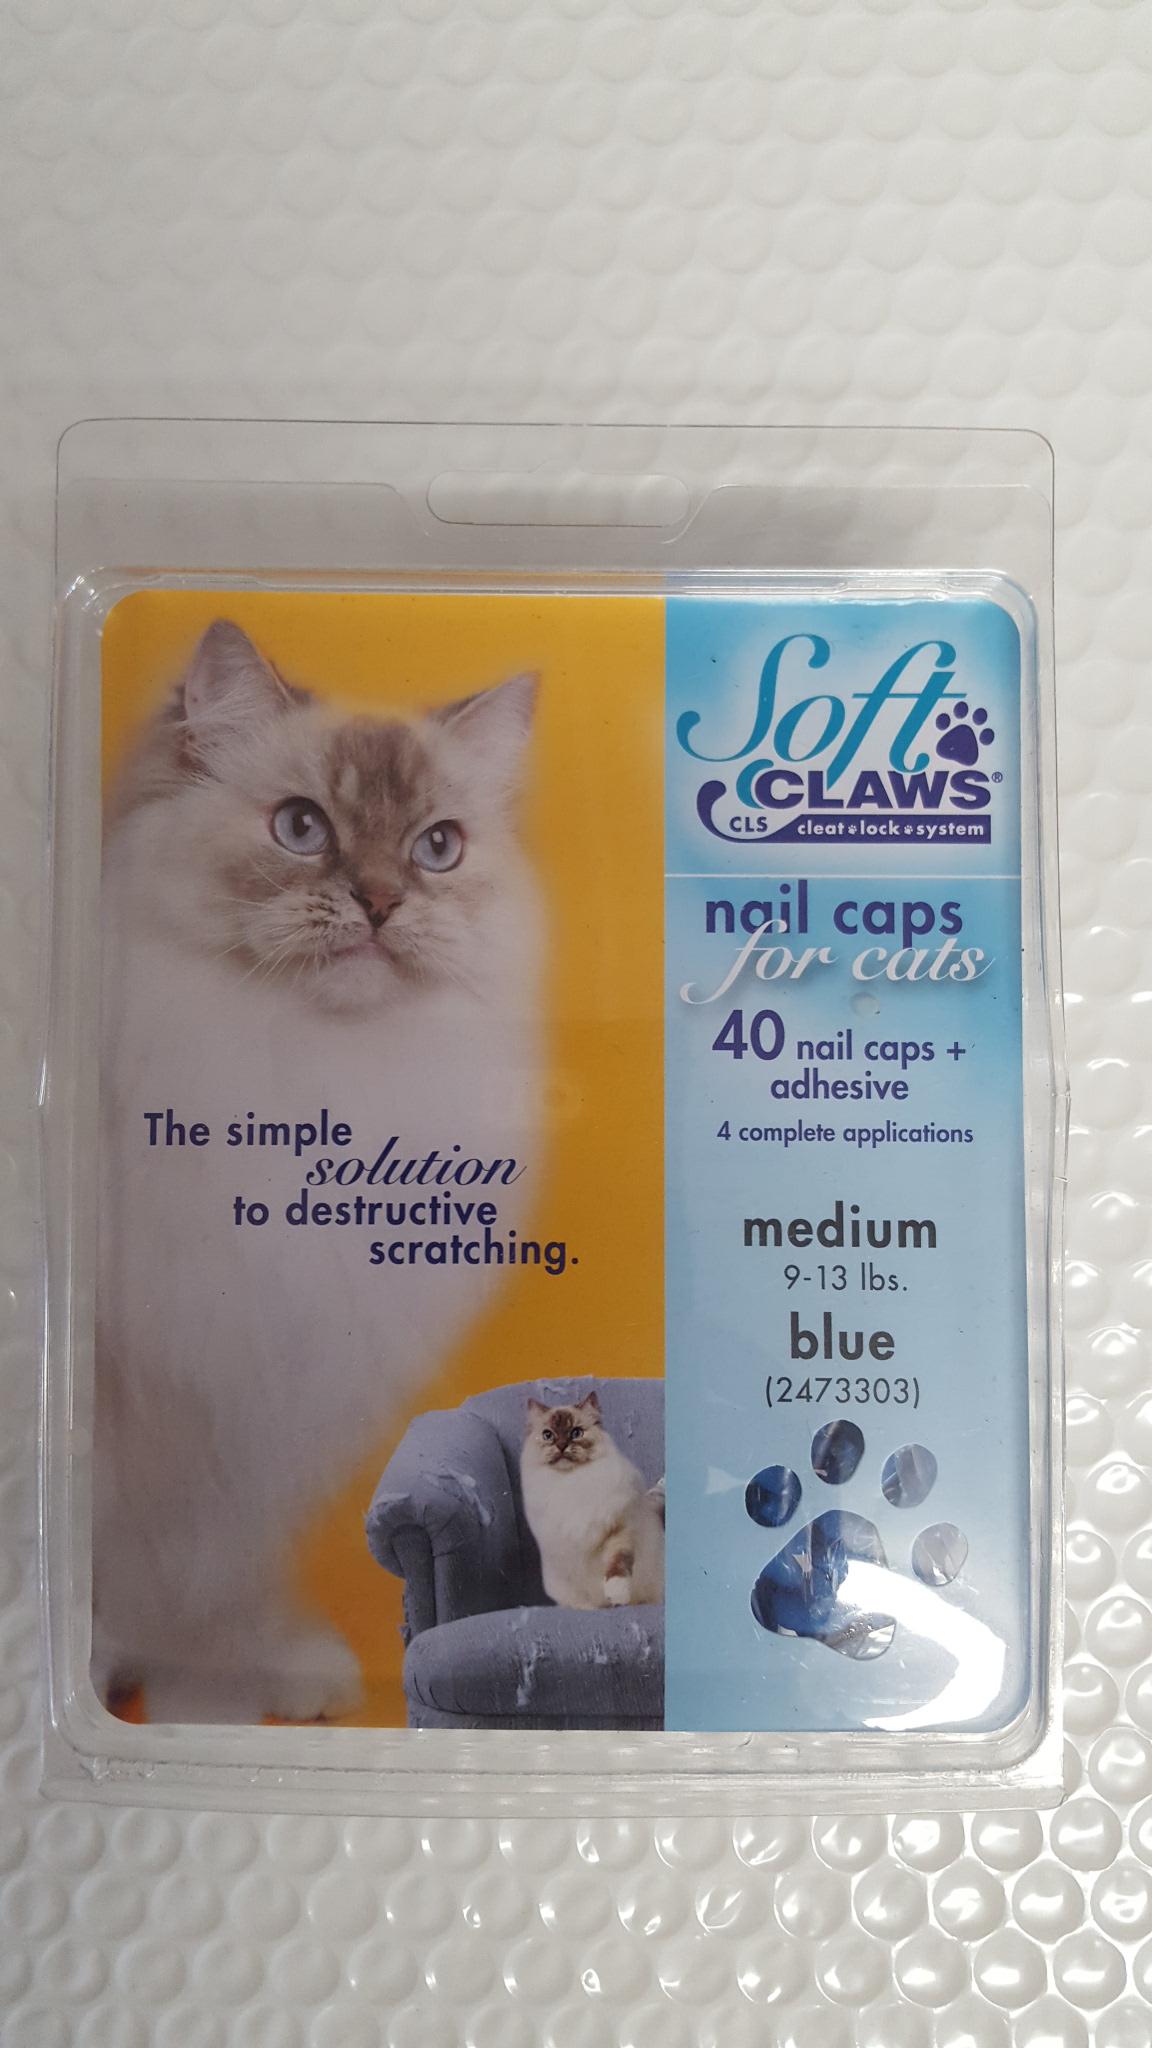 Soft
CLAWS®
CLS cleat lock system
nail caps
for cats
40 nail caps +
adhesive
4 complete applications
medium
9-13 lbs.
blue
(2473303)
The simple
solution
to destructive
scratching.